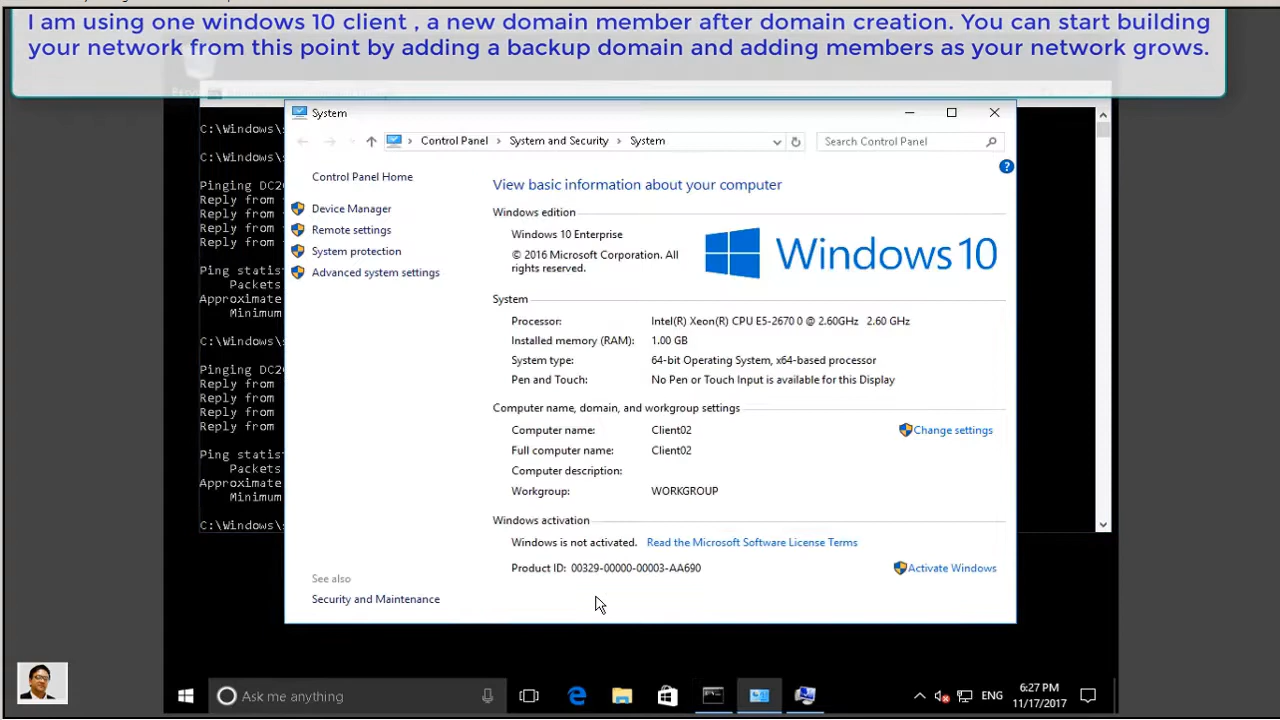 I am using one windows 10 client , a new domain member after domain creation. You can start building
your network from this point by adding a backup domain and adding members as your network grows.
System
Control Panel > System and Security > System
Search Control Panel
Control Panel Home
Device Manager
Remote settings
System protection
Advanced system settings
See also
Security and Maintenance
View basic information about your computer
Windows edition
Windows 10 Enterprise
© 2016 Microsoft Corporation. All
rights reserved.
Windows 10
System
Processor: Intel(R) Xeon(R) CPU E5-2670 0 @ 2.60GHz 2.60 GHz
Installed memory (RAM): 1.00 GB
System type: 64-bit Operating System, x64-based processor
Pen and Touch: No Pen or Touch Input is available for this Display
Computer name, domain, and workgroup settings
Computer name: Client02
Change settings
Full computer name: Client02
Computer description:
Workgroup: WORKGROUP
Windows activation
Windows is not activated. Read the Microsoft Software License Terms
Product ID: 00329-00000-00003-AA690
Activate Windows
C:\Windows\
C:\Windows\
Pinging
Reply from
Reply from
Reply from
Reply from
Ping
Packets
Approximate
Minimum
C:\Windows\
Pinging
Reply from
Reply from
Reply from
Reply from
Ping
Packets
Approximate
Minimum
C:\Windows\
Ask me anything
ENG
6:27 PM
11/17/2017